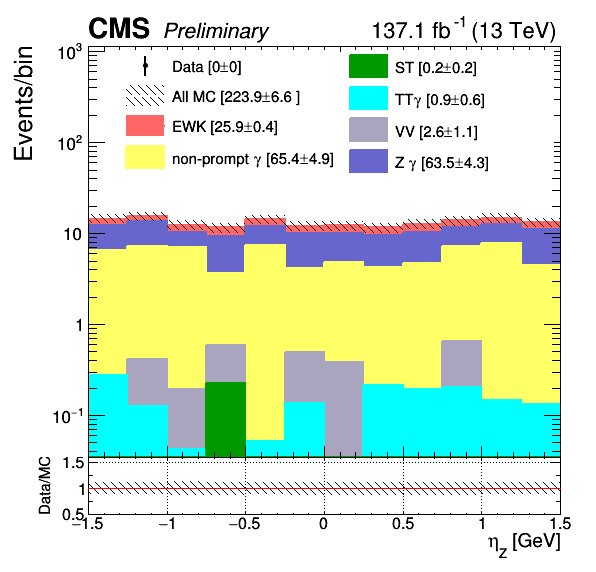 CMS Preliminary 137.1 fb⁻¹ (13 TeV)
Events/bin
10³
10²
10
1
10⁻¹
Data [0±0]
All MC [223.9±6.6 ]
EWK [25.9±0.4]
non-prompt γ [65.4±4.9]
ST [0.2±0.2]
TTγ [0.9±0.6]
VV [2.6±1.1]
Z γ [63.5±4.3]
Data/MC
1.5
1
0.5
−1.5 −1 −0.5 0 0.5 1 1.5
η_Z [GeV]